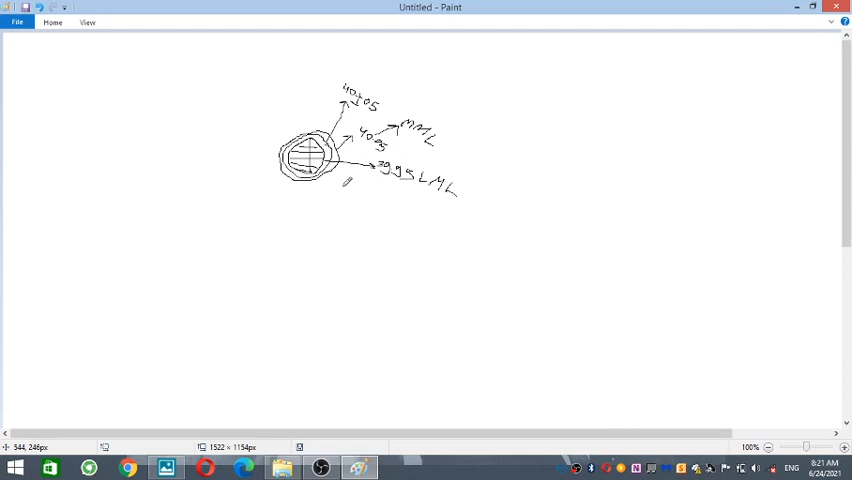 Untitled - Paint
File Home View
40±05
40.05
MML
39.95 LML
544, 246px
1522 × 1154px
100%
ENG
8:21 AM
6/24/2021